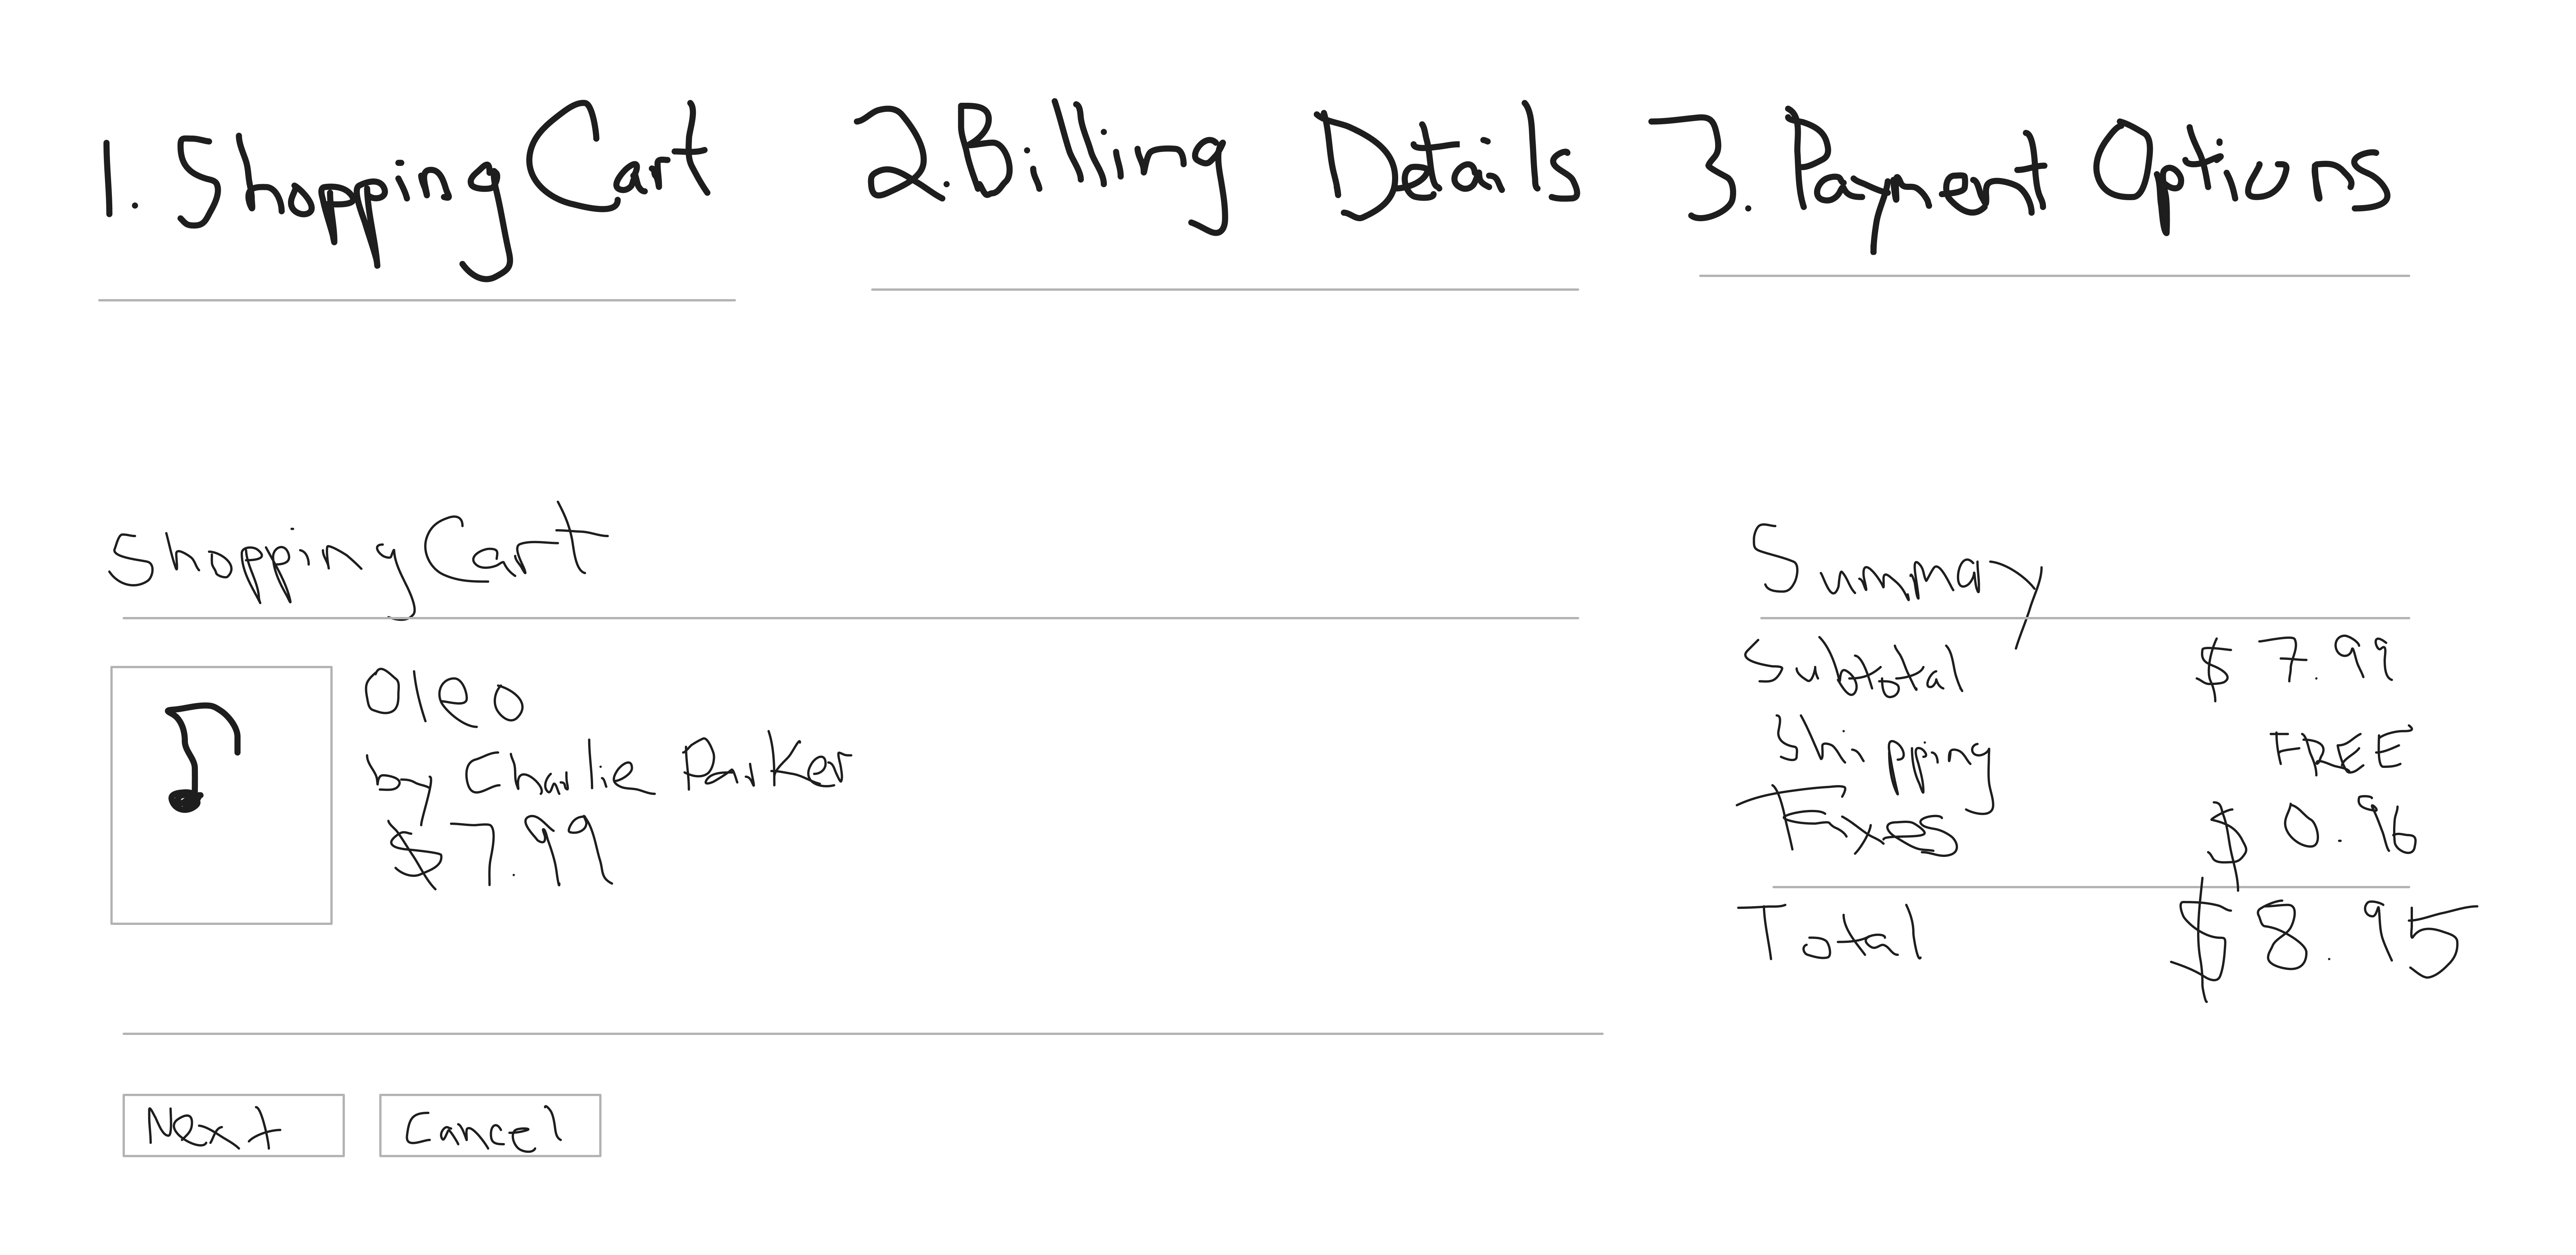 1. Shopping Cart 2. Billing Details 3. Payment Options
Shopping Cart
Oleo
by Charlie Parker
$7.99
Summary
Subtotal $7.99
Shipping FREE
Taxes $0.96
Total $8.95
Next Cancel